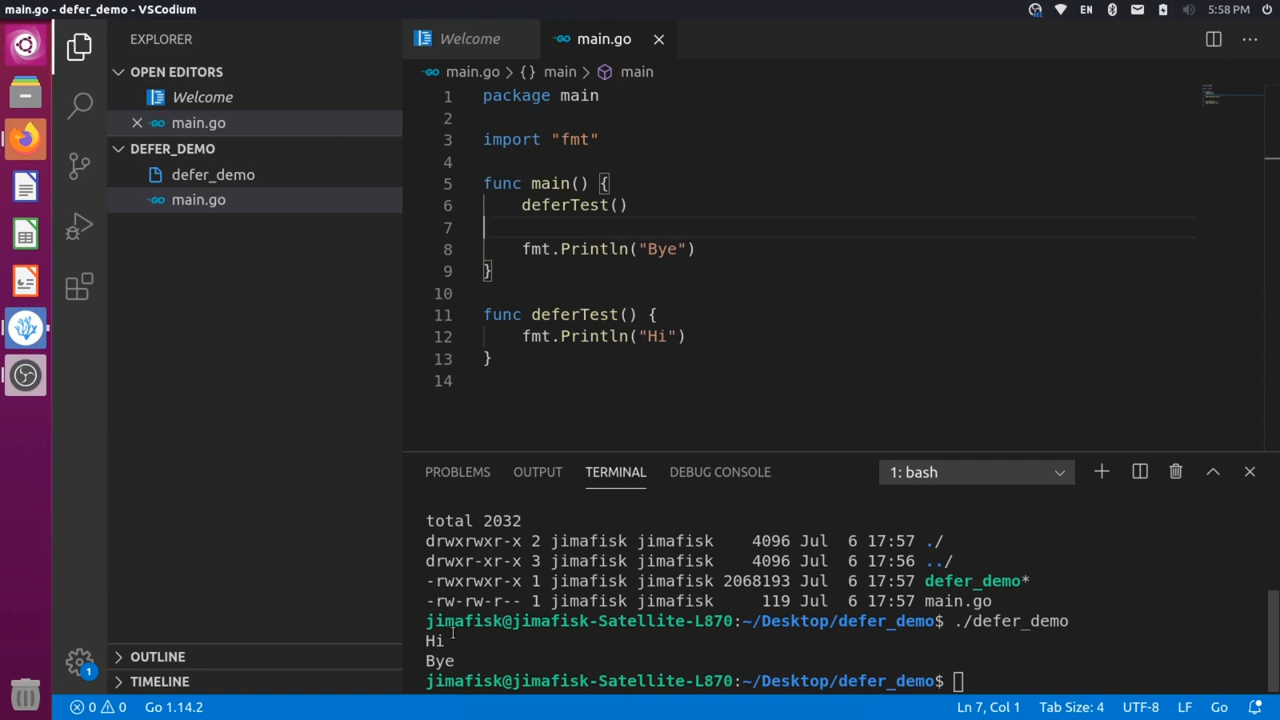 main.go - defer_demo - VSCodium
EN
5:58 PM
EXPLORER
OPEN EDITORS
Welcome
main.go
DEFER_DEMO
defer_demo
main.go
OUTLINE
TIMELINE
Welcome
main.go
main.go > {} main > main
1 package main
2
3 import "fmt"
4
5 func main() {
6 deferTest()
7
8 fmt.Println("Bye")
9 }
10
11 func deferTest() {
12 fmt.Println("Hi")
13 }
14
PROBLEMS OUTPUT TERMINAL DEBUG CONSOLE 1: bash
total 2032
drwxrwxr-x 2 jimafisk jimafisk 4096 Jul 6 17:57 ./
drwxr-xr-x 3 jimafisk jimafisk 4096 Jul 6 17:56 ../
-rwxrwxr-x 1 jimafisk jimafisk 2068193 Jul 6 17:57 defer_demo*
-rw-rw-r-- 1 jimafisk jimafisk 119 Jul 6 17:57 main.go
jimafisk@jimafisk-Satellite-L870:~/Desktop/defer_demo$ ./defer_demo
Hi
Bye
jimafisk@jimafisk-Satellite-L870:~/Desktop/defer_demo$
1
0 0 Go 1.14.2 Ln 7, Col 1 Tab Size: 4 UTF-8 LF Go